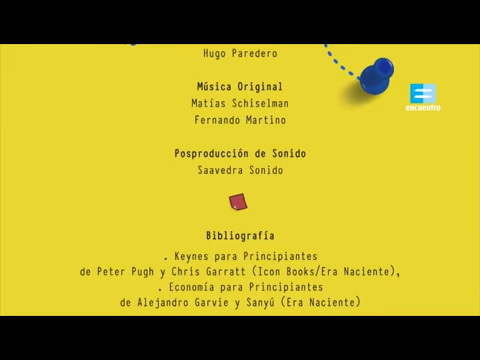 Hugo Paredero
Música Original
Matías Schiselman
Fernando Martino
encuentro
Posproducción de Sonido
Saavedra Sonido
Bibliografía
. Keynes para Principiantes
de Peter Pugh y Chris Garratt (Icon Books/Era Naciente),
. Economía para Principiantes
de Alejandro Garvie y Sanyú (Era Naciente)